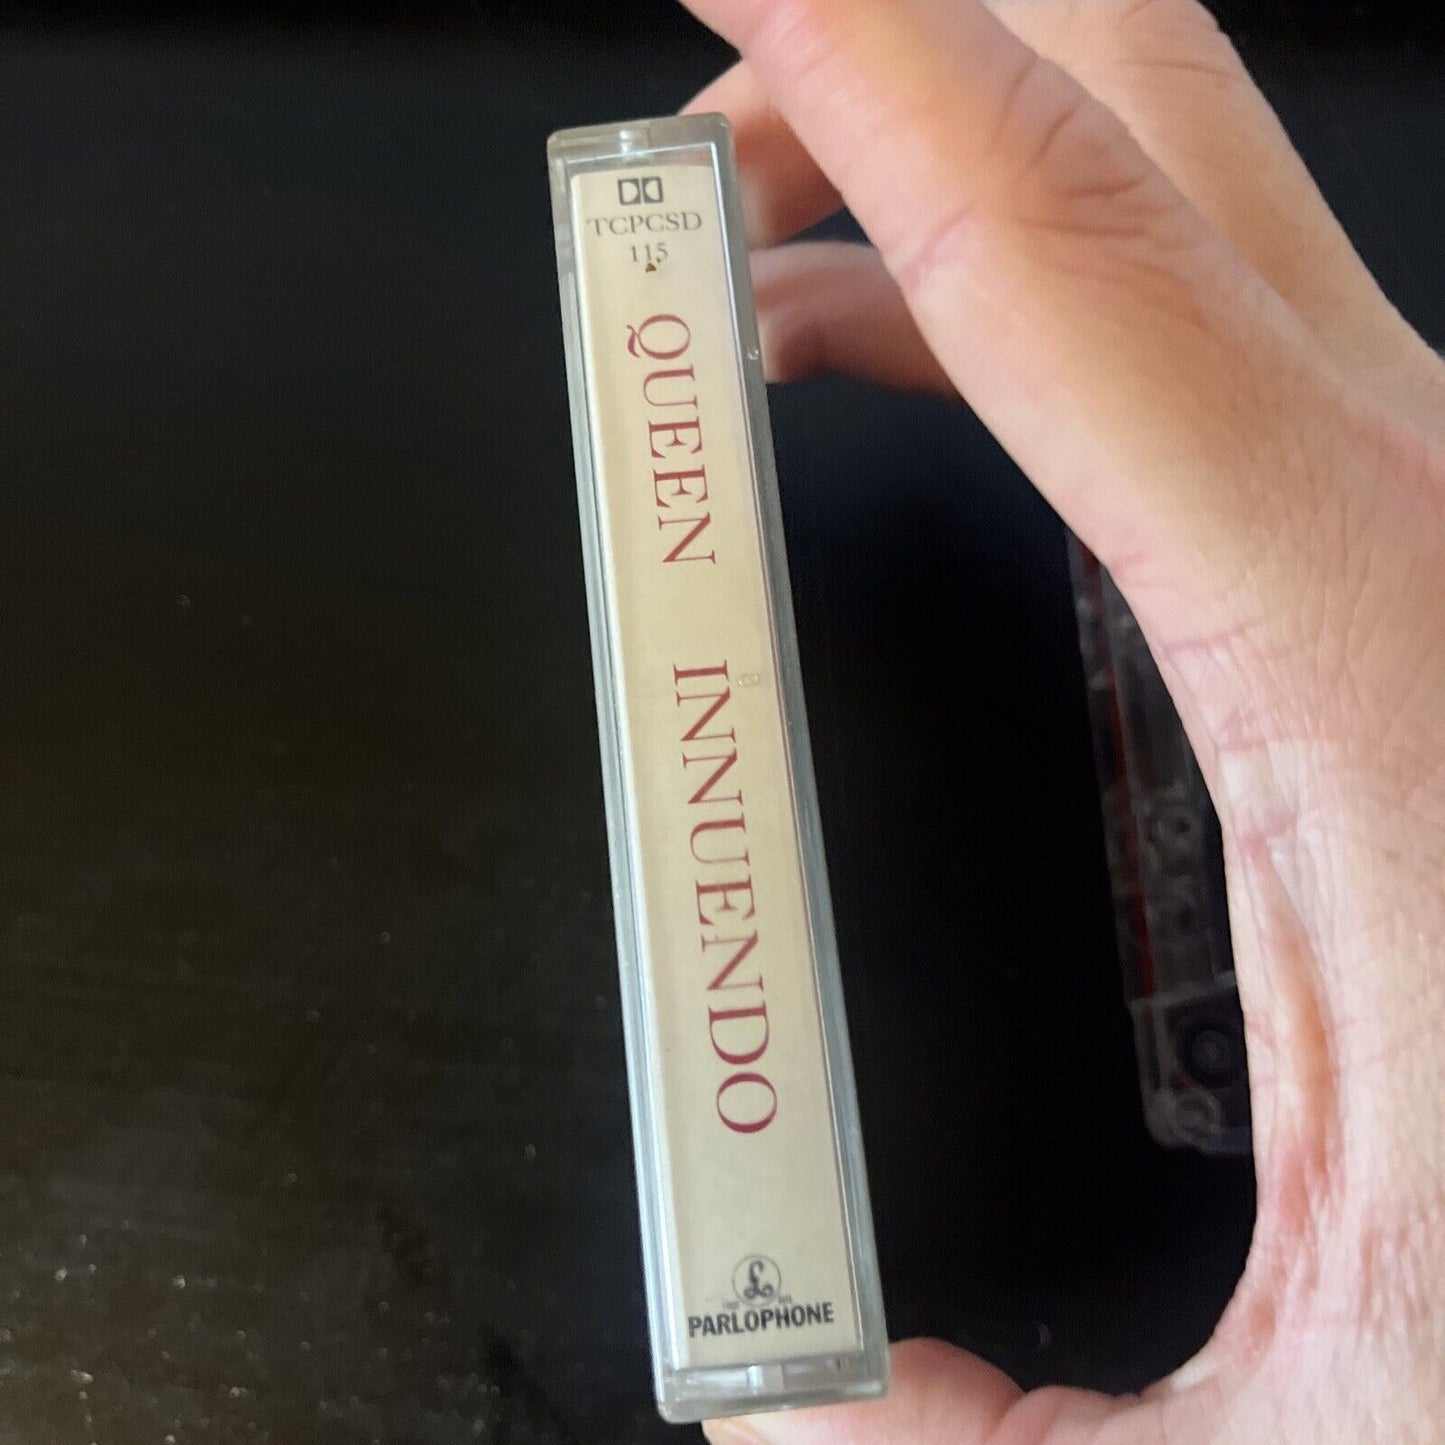 TCPCSD
115
QUEEN INNUENDO
PARLOPHONE